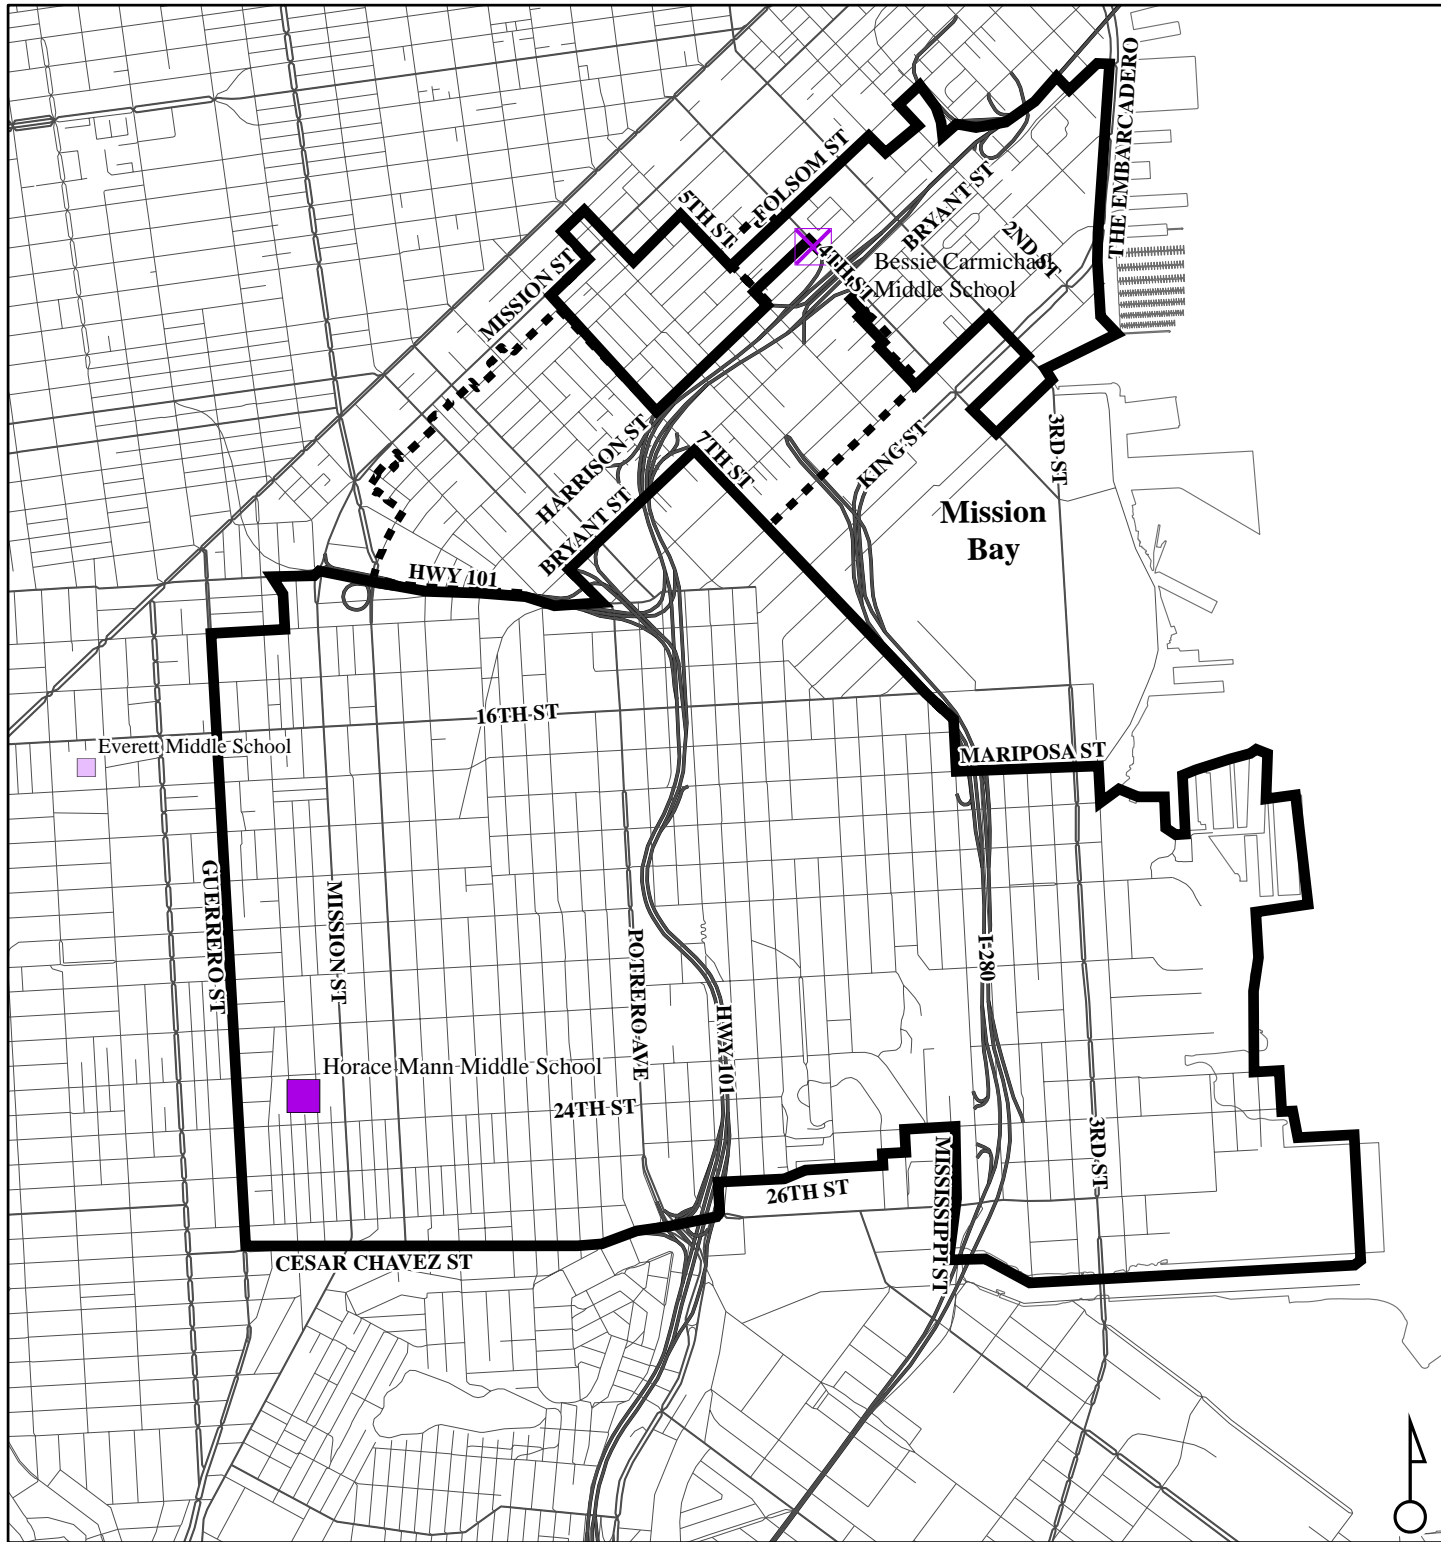 THE EMBARCADERO
FOLSOM ST
5TH ST
BRYANT ST
2ND ST
MISSION ST
4TH ST
Bessie Carmichael
Middle School
HARRISON ST
7TH ST
KING ST
3RD ST
BRYANT ST
Mission
Bay
HWY 101
16TH ST
Everett Middle School
MARIPOSA ST
GUERRERO ST
MISSION ST
POTRERO AVE
I-280
HWY 101
Horace Mann Middle School
24TH ST
3RD ST
MISSISSIPPI ST
26TH ST
CESAR CHAVEZ ST